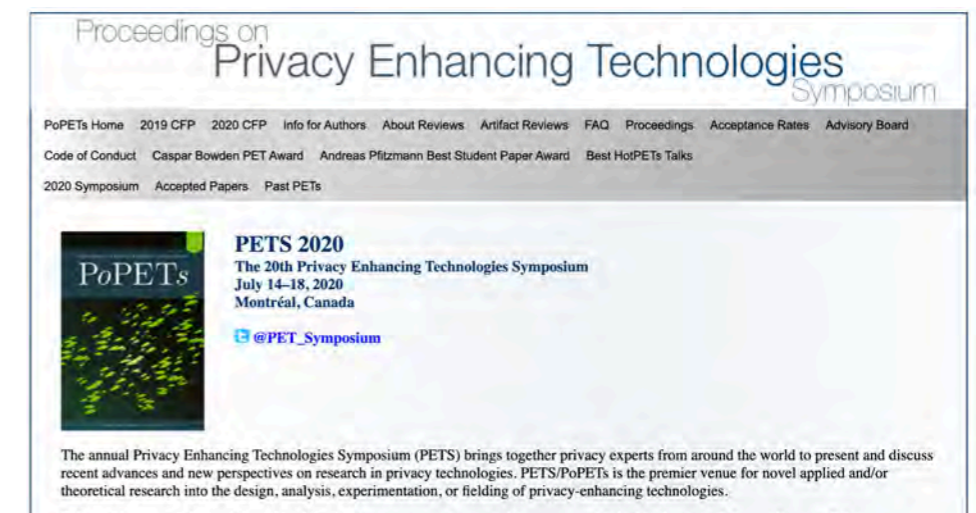 Proceedings on
Privacy Enhancing Technologies
Symposium
PoPETs Home 2019 CFP 2020 CFP Info for Authors About Reviews Artifact Reviews FAQ Proceedings Acceptance Rates Advisory Board
Code of Conduct Caspar Bowden PET Award Andreas Pfitzmann Best Student Paper Award Best HotPETs Talks
2020 Symposium Accepted Papers Past PETs
PoPETs
PETS 2020
The 20th Privacy Enhancing Technologies Symposium
July 14–18, 2020
Montréal, Canada
@PET_Symposium
The annual Privacy Enhancing Technologies Symposium (PETS) brings together privacy experts from around the world to present and discuss
recent advances and new perspectives on research in privacy technologies. PETS/PoPETs is the premier venue for novel applied and/or
theoretical research into the design, analysis, experimentation, or fielding of privacy-enhancing technologies.